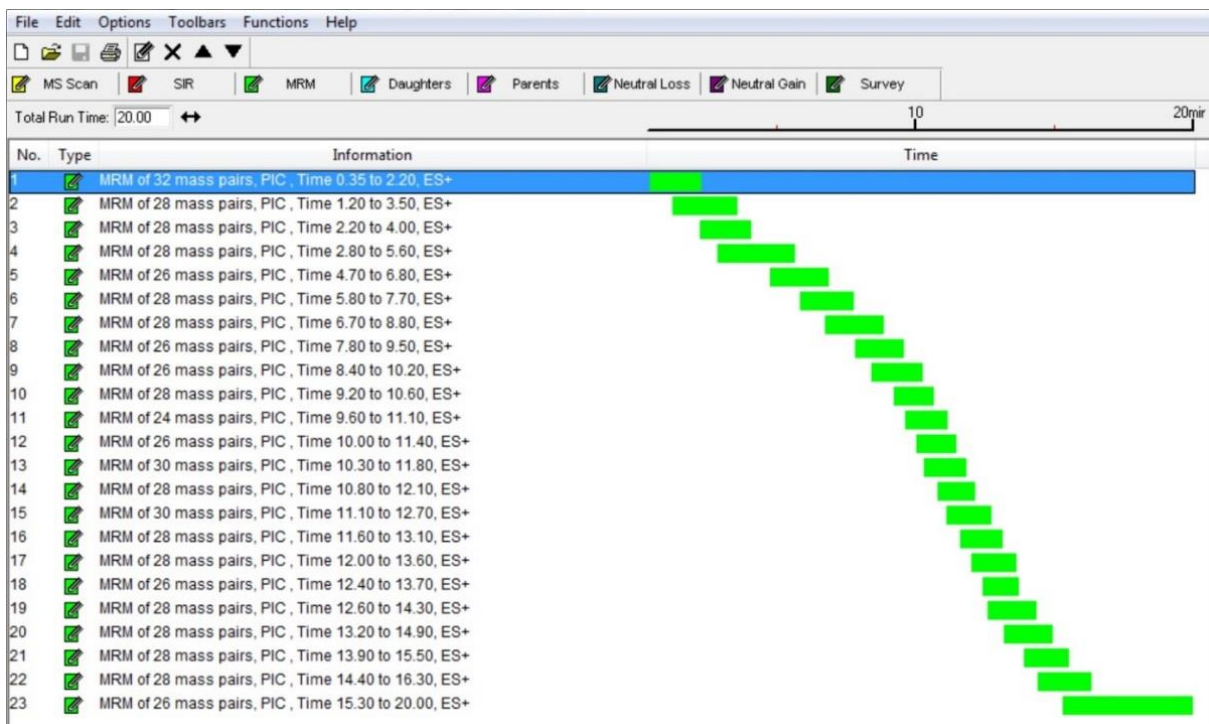 File Edit Options Toolbars Functions Help
MS Scan SIR MRM Daughters Parents Neutral Loss Neutral Gain Survey
Total Run Time: 20.00 10 20min
No. Type Information Time
1 MRM of 32 mass pairs, PIC , Time 0.35 to 2.20, ES+
2 MRM of 28 mass pairs, PIC , Time 1.20 to 3.50, ES+
3 MRM of 28 mass pairs, PIC , Time 2.20 to 4.00, ES+
4 MRM of 28 mass pairs, PIC , Time 2.80 to 5.60, ES+
5 MRM of 26 mass pairs, PIC , Time 4.70 to 6.80, ES+
6 MRM of 28 mass pairs, PIC , Time 5.80 to 7.70, ES+
7 MRM of 28 mass pairs, PIC , Time 6.70 to 8.80, ES+
8 MRM of 26 mass pairs, PIC , Time 7.80 to 9.50, ES+
9 MRM of 26 mass pairs, PIC , Time 8.40 to 10.20, ES+
10 MRM of 28 mass pairs, PIC , Time 9.20 to 10.60, ES+
11 MRM of 24 mass pairs, PIC , Time 9.60 to 11.10, ES+
12 MRM of 26 mass pairs, PIC , Time 10.00 to 11.40, ES+
13 MRM of 30 mass pairs, PIC , Time 10.30 to 11.80, ES+
14 MRM of 28 mass pairs, PIC , Time 10.80 to 12.10, ES+
15 MRM of 30 mass pairs, PIC , Time 11.10 to 12.70, ES+
16 MRM of 28 mass pairs, PIC , Time 11.60 to 13.10, ES+
17 MRM of 28 mass pairs, PIC , Time 12.00 to 13.60, ES+
18 MRM of 26 mass pairs, PIC , Time 12.40 to 13.70, ES+
19 MRM of 28 mass pairs, PIC , Time 12.60 to 14.30, ES+
20 MRM of 28 mass pairs, PIC , Time 13.20 to 14.90, ES+
21 MRM of 28 mass pairs, PIC , Time 13.90 to 15.50, ES+
22 MRM of 28 mass pairs, PIC , Time 14.40 to 16.30, ES+
23 MRM of 26 mass pairs, PIC , Time 15.30 to 20.00, ES+